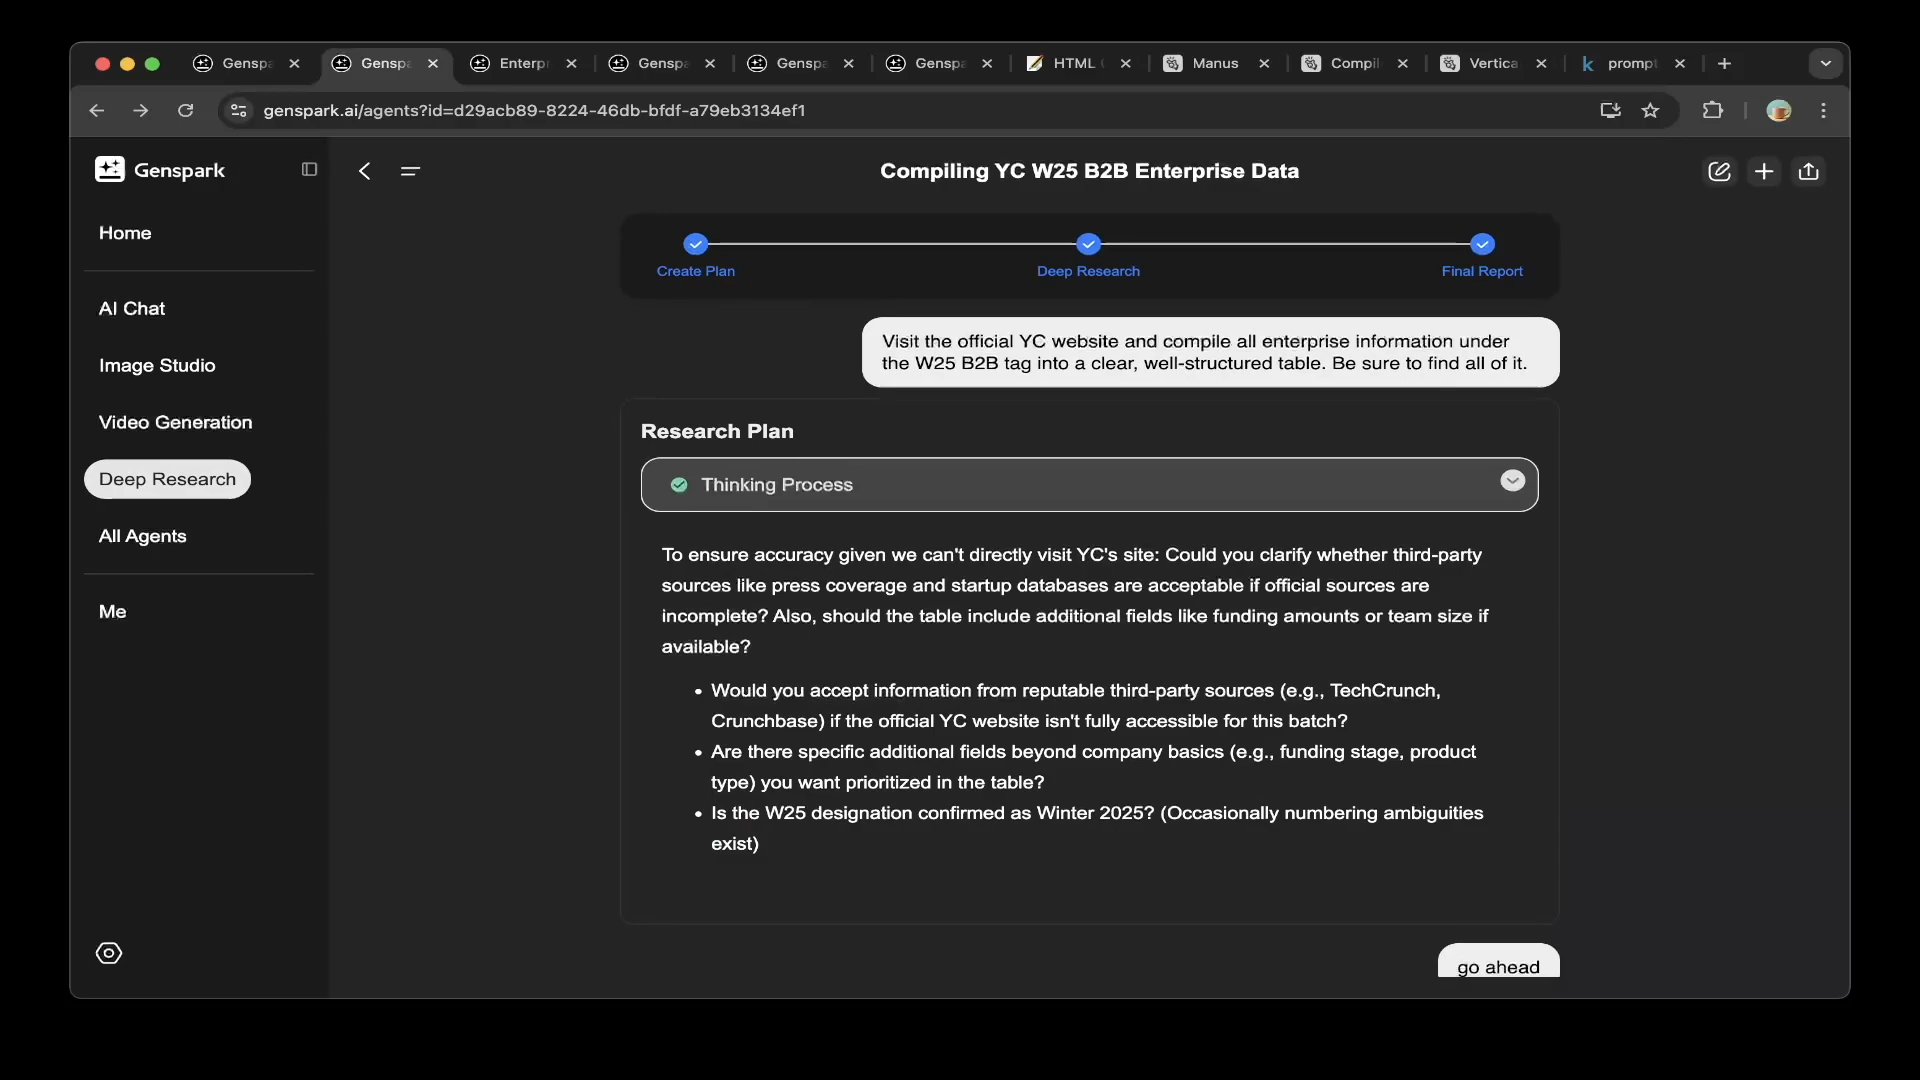 Genspa
Genspa
Enterp
Genspa
Genspa
Genspa
HTML
Manus
Compil
Vertica
k
prompt
genspark.ai/agents?id=d29acb89-8224-46db-bfdf-a79eb3134ef1
Genspark
Home
AI Chat
Image Studio
Video Generation
Deep Research
All Agents
Me
Compiling YC W25 B2B Enterprise Data
Create Plan
Deep Research
Final Report
Visit the official YC website and compile all enterprise information under
the W25 B2B tag into a clear, well-structured table. Be sure to find all of it.
Research Plan
Thinking Process
To ensure accuracy given we can't directly visit YC's site: Could you clarify whether third-party
sources like press coverage and startup databases are acceptable if official sources are
incomplete? Also, should the table include additional fields like funding amounts or team size if
available?
• Would you accept information from reputable third-party sources (e.g., TechCrunch,
Crunchbase) if the official YC website isn't fully accessible for this batch?
• Are there specific additional fields beyond company basics (e.g., funding stage, product
type) you want prioritized in the table?
• Is the W25 designation confirmed as Winter 2025? (Occasionally numbering ambiguities
exist)
go ahead